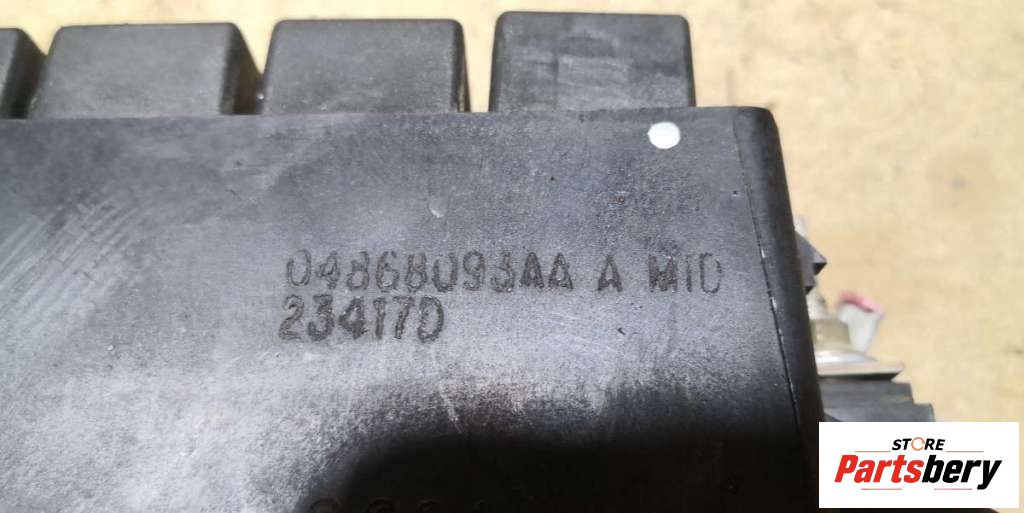 04868093AA A MID
23417D
STORE
Partsbery